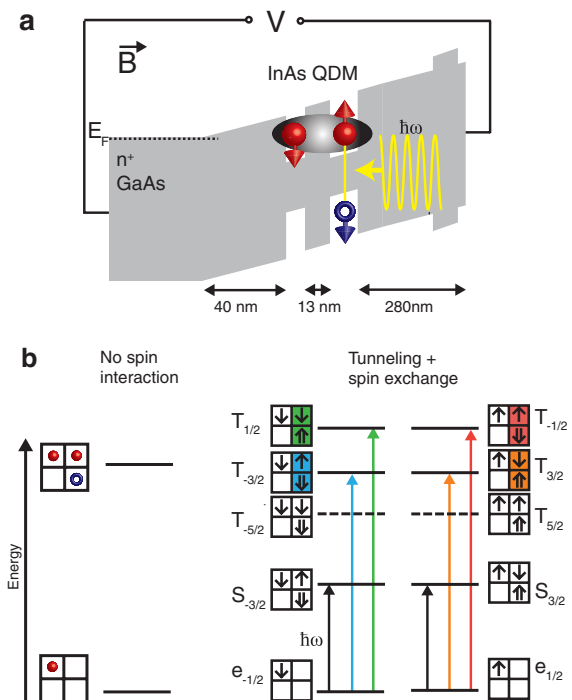 a
V
B
InAs QDM
ħω
E_F
n⁺
GaAs
40 nm
13 nm
280nm
b
No spin
interaction
Tunneling +
spin exchange
Energy
T_1/2
↓ ↓
⇑
↑ ↑
⇓
T_-1/2
T_-3/2
↓ ↑
⇓
↑ ↓
⇑
T_3/2
T_-5/2
↓ ↓
⇓
↑ ↑
⇑
T_5/2
S_-3/2
↓ ↑
⇓
↑ ↓
⇑
S_3/2
ħω
e_-1/2
↓
↑
e_1/2